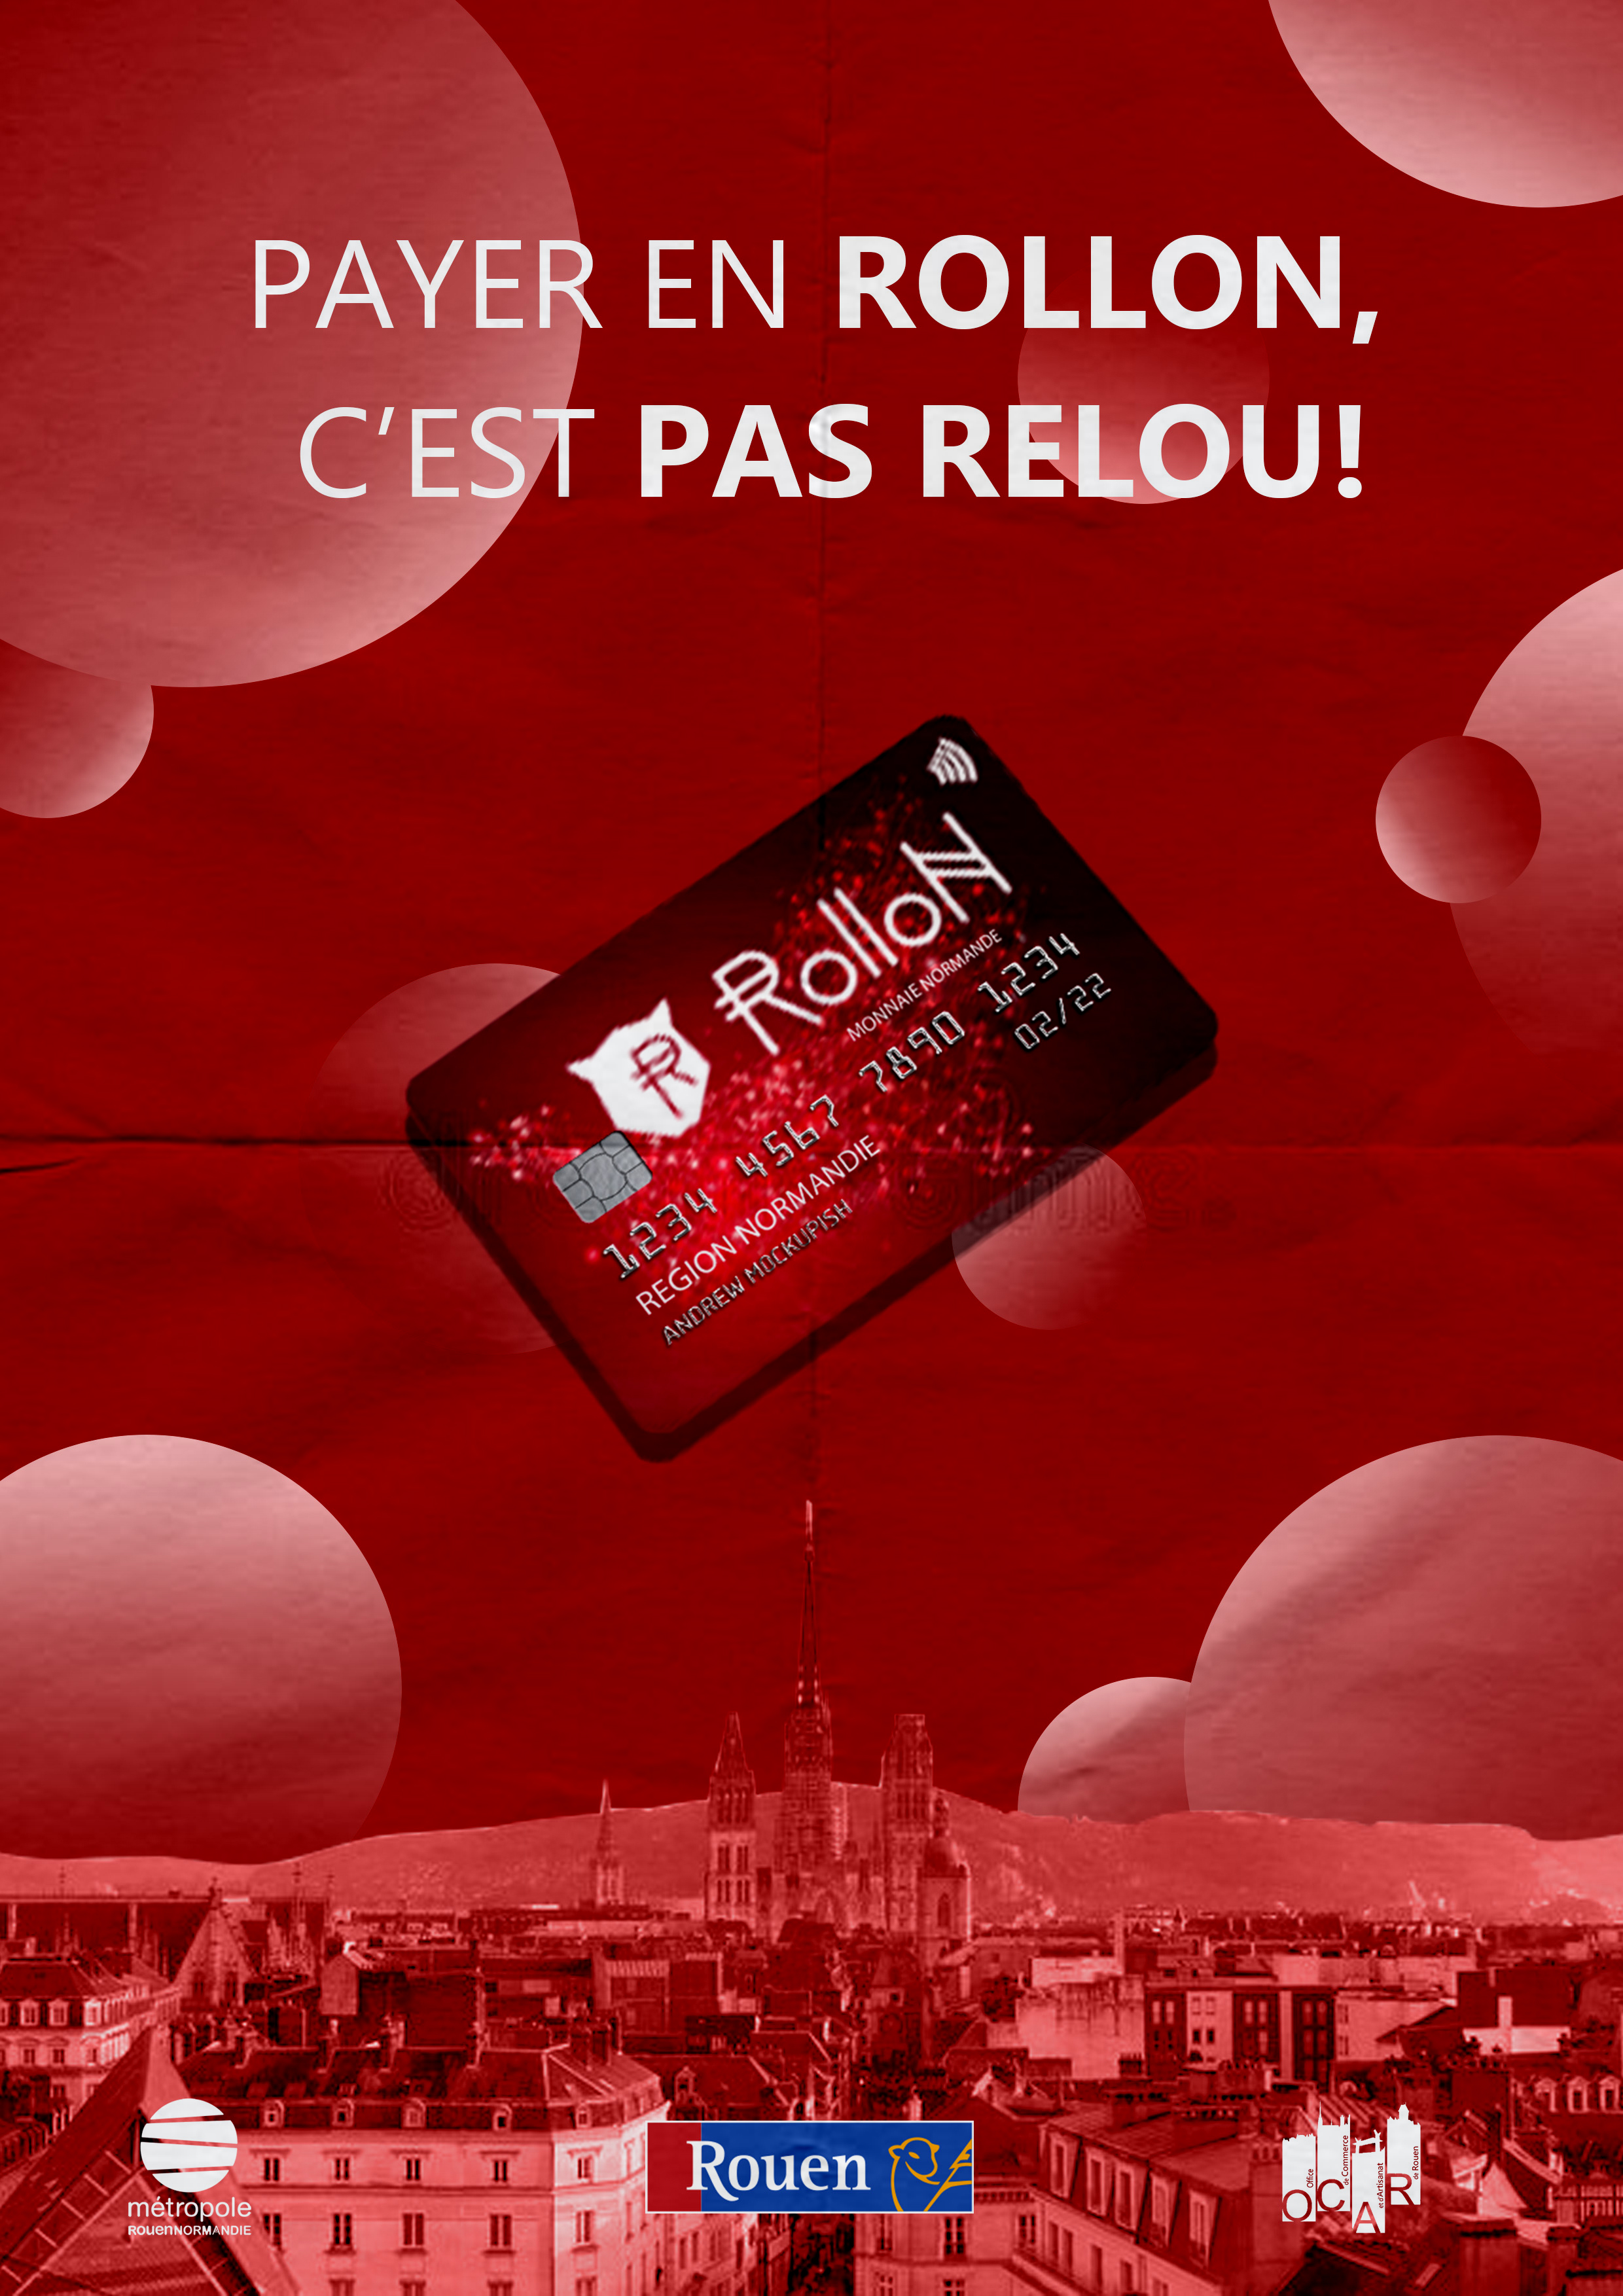 PAYER EN ROLLON,
C'EST PAS RELOU!
RolloN
MONNAIE NORMANDE
R
1234 4567 7890 1234
02/22
REGION NORMANDIE
ANDREW MOCKUPISH
métropole
ROUENNORMANDIE
Rouen
OCAR
Office
de Commerce
et d'Artisanat
de Rouen